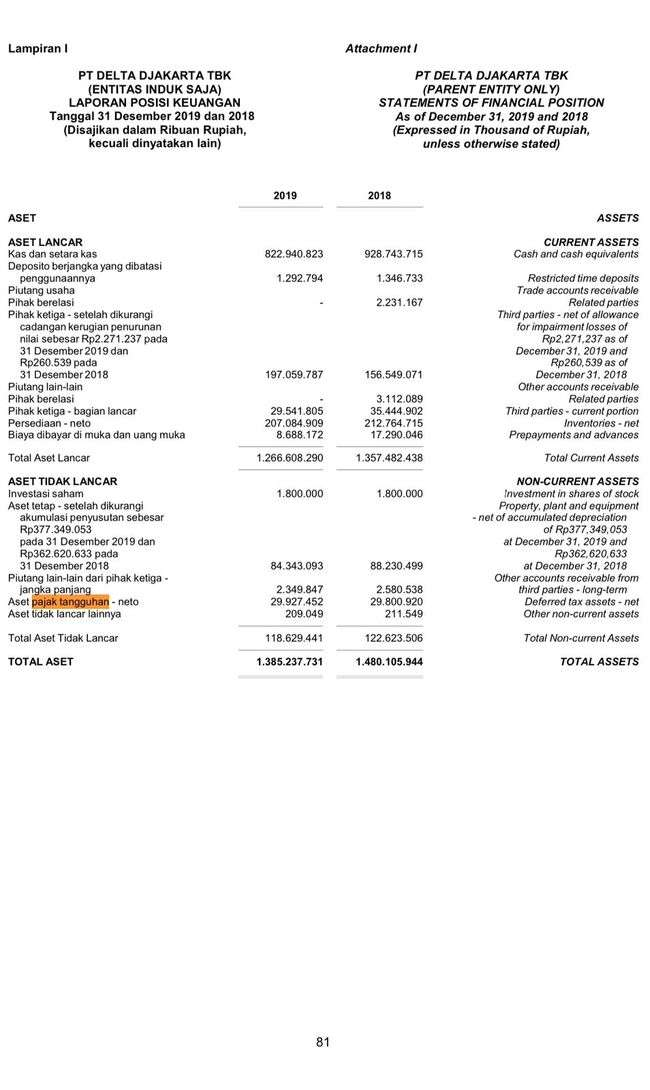 Lampiran I Attachment I
PT DELTA DJAKARTA TBK PT DELTA DJAKARTA TBK
(ENTITAS INDUK SAJA) (PARENT ENTITY ONLY)
LAPORAN POSISI KEUANGAN STATEMENTS OF FINANCIAL POSITION
Tanggal 31 Desember 2019 dan 2018 As of December 31, 2019 and 2018
(Disajikan dalam Ribuan Rupiah, (Expressed in Thousand of Rupiah,
kecuali dinyatakan lain) unless otherwise stated)
2019 2018
ASET ASSETS
ASET LANCAR CURRENT ASSETS
Kas dan setara kas 822.940.823 928.743.715 Cash and cash equivalents
Deposito berjangka yang dibatasi
penggunaannya 1.292.794 1.346.733 Restricted time deposits
Piutang usaha Trade accounts receivable
Pihak berelasi - 2.231.167 Related parties
Pihak ketiga - setelah dikurangi Third parties - net of allowance
cadangan kerugian penurunan for impairment losses of
nilai sebesar Rp2.271.237 pada Rp2,271,237 as of
31 Desember 2019 dan December 31, 2019 and
Rp260.539 pada Rp260,539 as of
31 Desember 2018 197.059.787 156.549.071 December 31, 2018
Piutang lain-lain Other accounts receivable
Pihak berelasi - 3.112.089 Related parties
Pihak ketiga - bagian lancar 29.541.805 35.444.902 Third parties - current portion
Persediaan - neto 207.084.909 212.764.715 Inventories - net
Biaya dibayar di muka dan uang muka 8.688.172 17.290.046 Prepayments and advances
Total Aset Lancar 1.266.608.290 1.357.482.438 Total Current Assets
ASET TIDAK LANCAR NON-CURRENT ASSETS
Investasi saham 1.800.000 1.800.000 Investment in shares of stock
Aset tetap - setelah dikurangi Property, plant and equipment
akumulasi penyusutan sebesar - net of accumulated depreciation
Rp377.349.053 of Rp377,349,053
pada 31 Desember 2019 dan at December 31, 2019 and
Rp362.620.633 pada Rp362,620,633
31 Desember 2018 84.343.093 88.230.499 at December 31, 2018
Piutang lain-lain dari pihak ketiga - Other accounts receivable from
jangka panjang 2.349.847 2.580.538 third parties - long-term
Aset pajak tangguhan - neto 29.927.452 29.800.920 Deferred tax assets - net
Aset tidak lancar lainnya 209.049 211.549 Other non-current assets
Total Aset Tidak Lancar 118.629.441 122.623.506 Total Non-current Assets
TOTAL ASET 1.385.237.731 1.480.105.944 TOTAL ASSETS
81